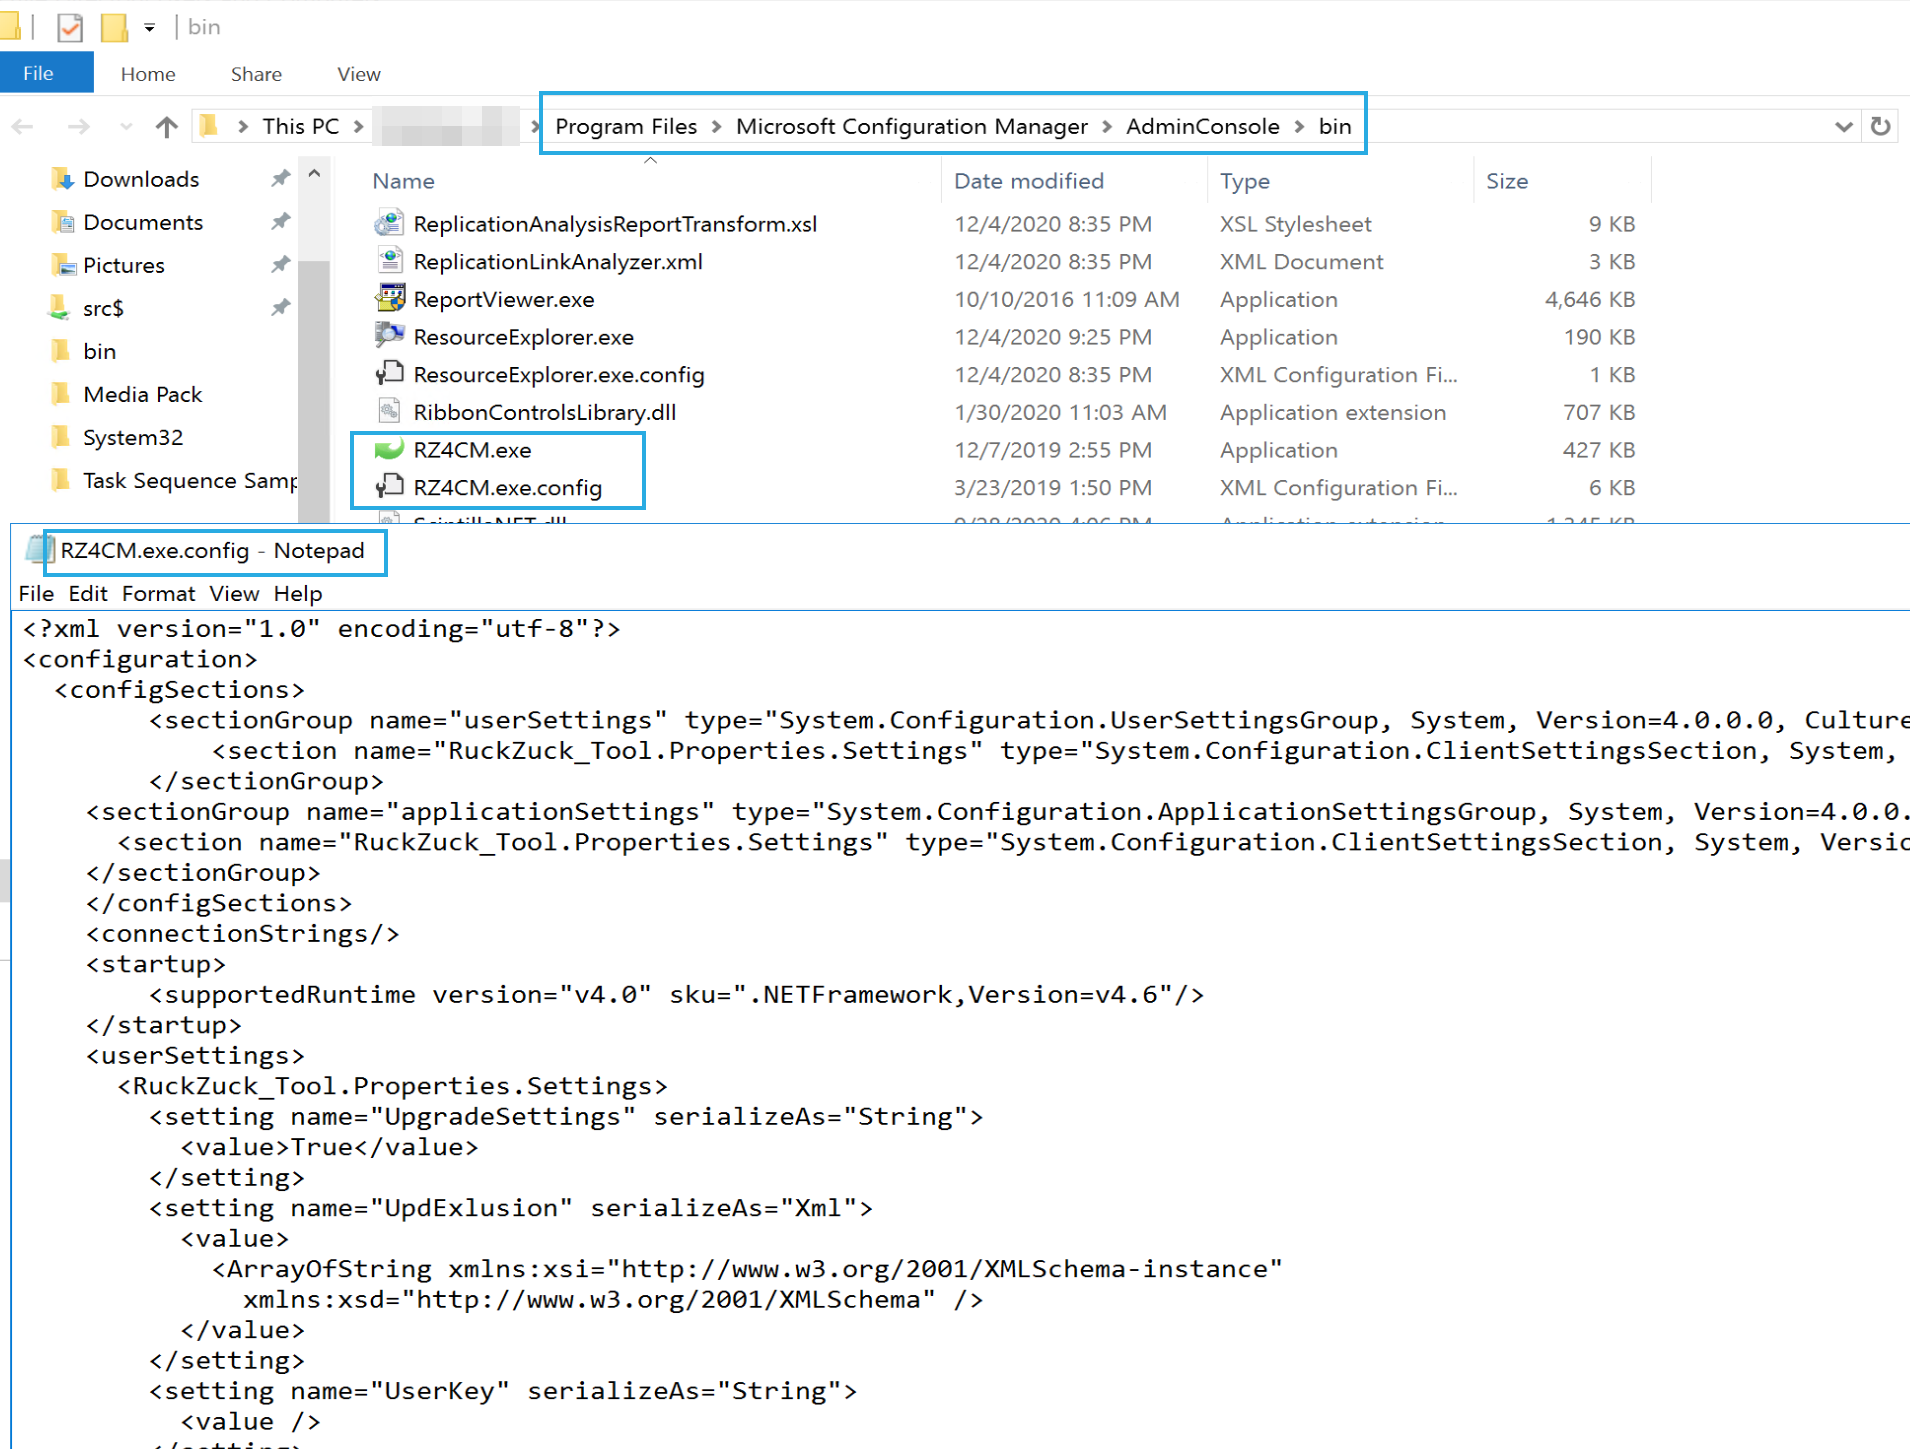 bin
File Home Share View
This PC Program Files Microsoft Configuration Manager AdminConsole bin
Name Date modified Type Size
Downloads
Documents
Pictures
src$
bin
Media Pack
System32
Task Sequence Samp
ReplicationAnalysisReportTransform.xsl 12/4/2020 8:35 PM XSL Stylesheet 9 KB
ReplicationLinkAnalyzer.xml 12/4/2020 8:35 PM XML Document 3 KB
ReportViewer.exe 10/10/2016 11:09 AM Application 4,646 KB
ResourceExplorer.exe 12/4/2020 9:25 PM Application 190 KB
ResourceExplorer.exe.config 12/4/2020 8:35 PM XML Configuration Fi... 1 KB
RibbonControlsLibrary.dll 1/30/2020 11:03 AM Application extension 707 KB
RZ4CM.exe 12/7/2019 2:55 PM Application 427 KB
RZ4CM.exe.config 3/23/2019 1:50 PM XML Configuration Fi... 6 KB
RZ4CM.exe.config - Notepad
File Edit Format View Help
<?xml version="1.0" encoding="utf-8"?>
<configuration>
<configSections>
<sectionGroup name="userSettings" type="System.Configuration.UserSettingsGroup, System, Version=4.0.0.0, Culture
<section name="RuckZuck_Tool.Properties.Settings" type="System.Configuration.ClientSettingsSection, System,
</sectionGroup>
<sectionGroup name="applicationSettings" type="System.Configuration.ApplicationSettingsGroup, System, Version=4.0.0.
<section name="RuckZuck_Tool.Properties.Settings" type="System.Configuration.ClientSettingsSection, System, Versio
</sectionGroup>
</configSections>
<connectionStrings/>
<startup>
<supportedRuntime version="v4.0" sku=".NETFramework,Version=v4.6"/>
</startup>
<userSettings>
<RuckZuck_Tool.Properties.Settings>
<setting name="UpgradeSettings" serializeAs="String">
<value>True</value>
</setting>
<setting name="UpdExlusion" serializeAs="Xml">
<value>
<ArrayOfString xmlns:xsi="http://www.w3.org/2001/XMLSchema-instance"
xmlns:xsd="http://www.w3.org/2001/XMLSchema" />
</value>
</setting>
<setting name="UserKey" serializeAs="String">
<value />